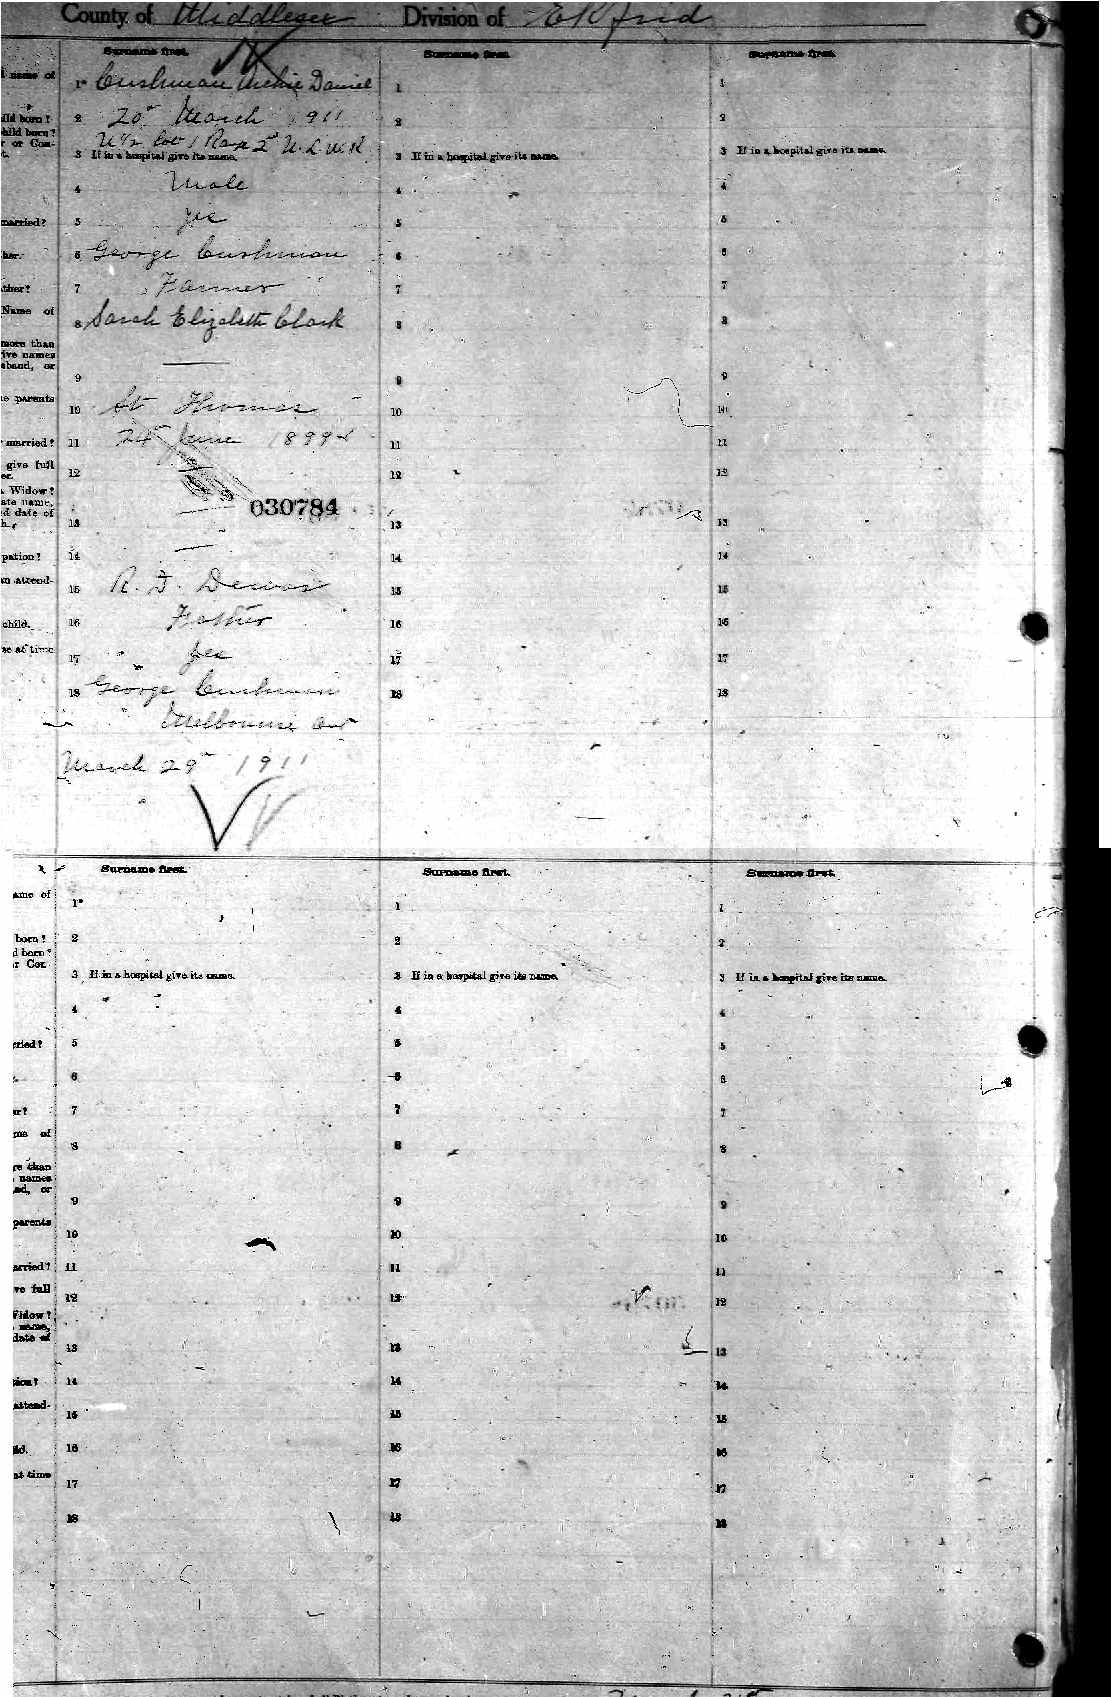 County of Middlesex Division of Ekfrid
Surname first. Surname first. Surname first.
name of
1 Cushman Archie Daniel 1 1
ild born? 2 20th March 1911 2 2
hild born?
r or Con-
N 1/2 Lot 1 Range 2
3 If in a hospital give its name. 3 If in a hospital give its name. 3 If in a hospital give its name.
4 Male 4 4
married? 5 yes 5 5
her. 6 George Cushman 6 6
ther? 7 Farmer 7 7
Name of
8 Sarah Elizabeth Clark 8 8
more than
ive names
sband, or
9 — 9 9
e parents
10 St Thomas 10 10
married? 11 June 1899 11 11
give full
er.
12 — 12 12
Widow?
ate name,
d date of
030784
13 — 13 13
pation? 14 — 14 14
an attend-
15 R. D. Dewar 15 15
child. 16 Father 16 16
se at time
17 yes 17 17
18 George Cushman 18 18
Melbourne Ont
March 29th 1911
Surname first. Surname first. Surname first.
ame of
1 1 1
born? 2 2 2
d born?
r Con
3 If in a hospital give its name. 3 If in a hospital give its name. 3 If in a hospital give its name.
4 4 4
rried? 5 5 5
6 6 6
er? 7 7 7
me of
8 8 8
re than
names
nd, or
9 9 9
parents
10 10 10
arried? 11 11 11
ve full
12 12 12
Widow?
name,
date of
13 13 13
tion? 14 14 14
attend-
15 15 15
ild. 16 16 16
at time
17 17 17
18 18 18